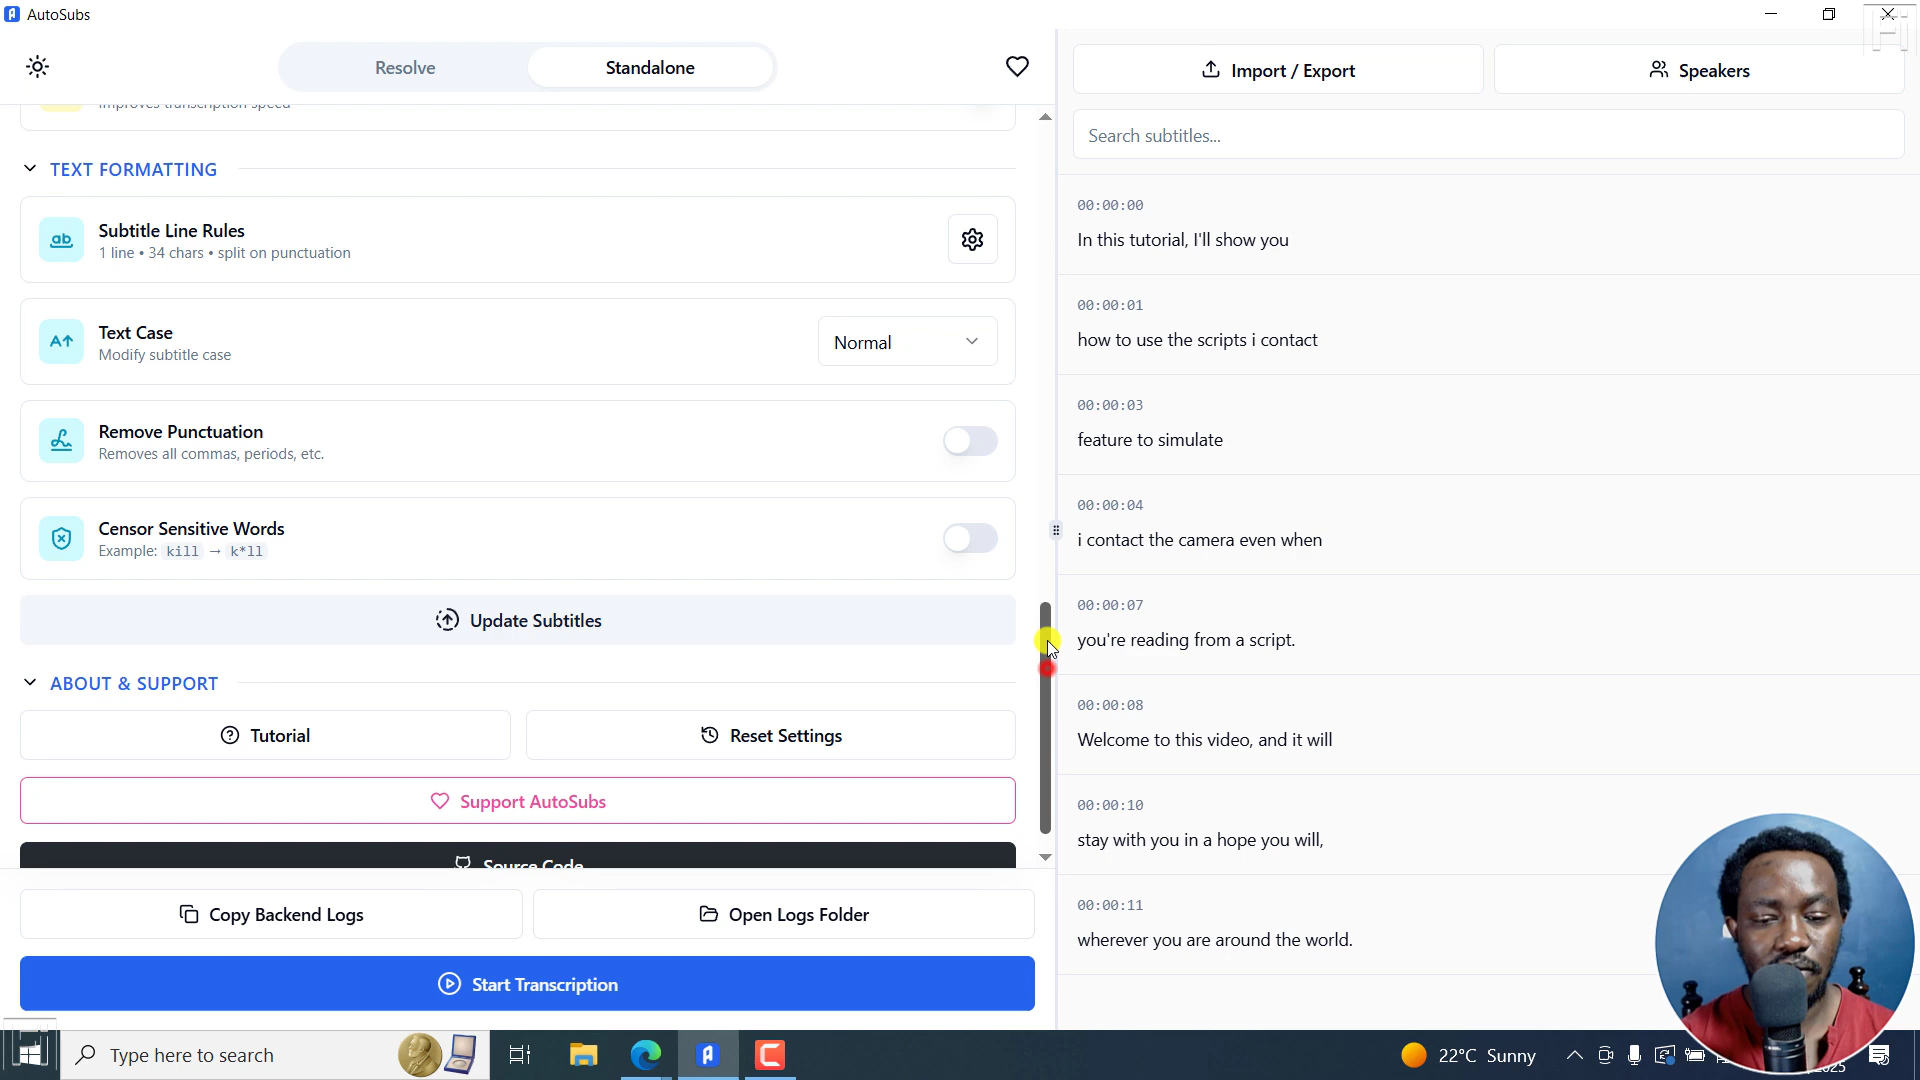 AutoSubs
Resolve
Standalone
Improves transcription speed
TEXT FORMATTING
Subtitle Line Rules
1 line • 34 chars • split on punctuation
Text Case
Modify subtitle case
Normal
Remove Punctuation
Removes all commas, periods, etc.
Censor Sensitive Words
Example: kill → k*ll
Update Subtitles
ABOUT & SUPPORT
Tutorial
Reset Settings
Support AutoSubs
Source Code
Copy Backend Logs
Open Logs Folder
Start Transcription
Import / Export
Speakers
Search subtitles...
00:00:00
In this tutorial, I'll show you
00:00:01
how to use the scripts i contact
00:00:03
feature to simulate
00:00:04
i contact the camera even when
00:00:07
you're reading from a script.
00:00:08
Welcome to this video, and it will
00:00:10
stay with you in a hope you will,
00:00:11
wherever you are around the world.
Type here to search
22°C Sunny